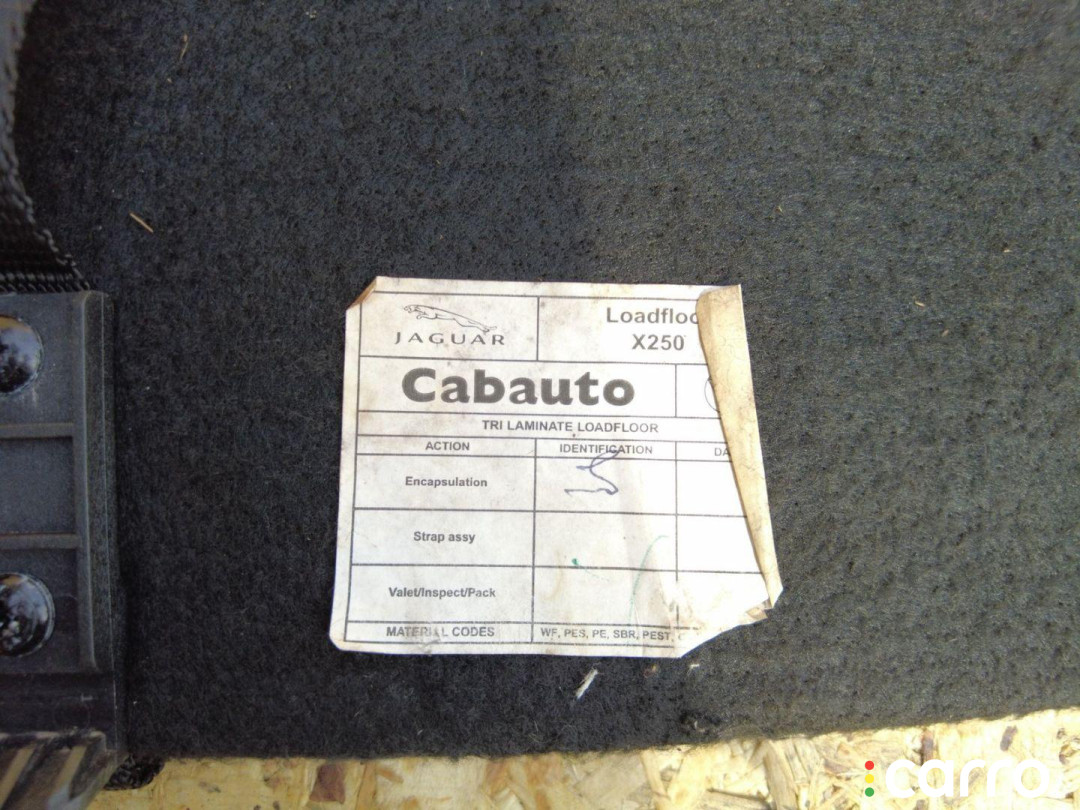 JAGUAR
Loadfloo
X250
Cabauto
TRI LAMINATE LOADFLOOR
ACTION IDENTIFICATION DA
Encapsulation
Strap assy
Valet/Inspect/Pack
MATERIAL CODES WF, PES, PE, SBR, PEST,
carro